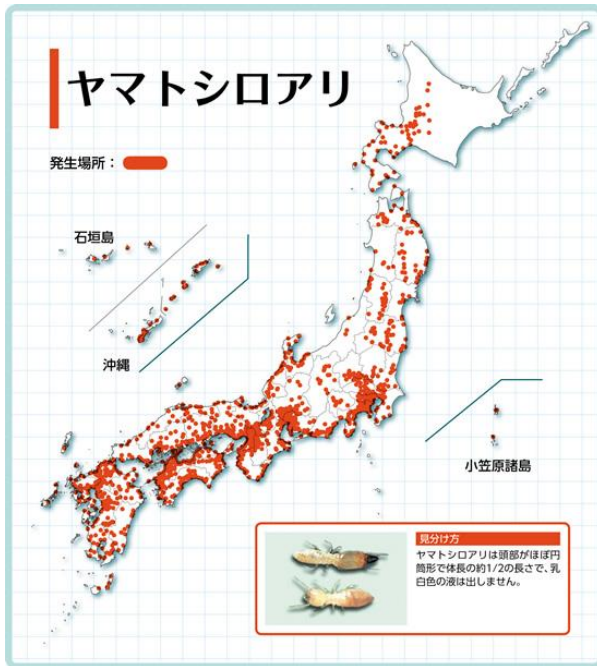 ヤマトシロアリ
発生場所：
石垣島
沖縄
小笠原諸島
見分け方
ヤマトシロアリは頭部がほぼ円
筒形で体長の約1/2の長さで、乳
白色の液は出しません。